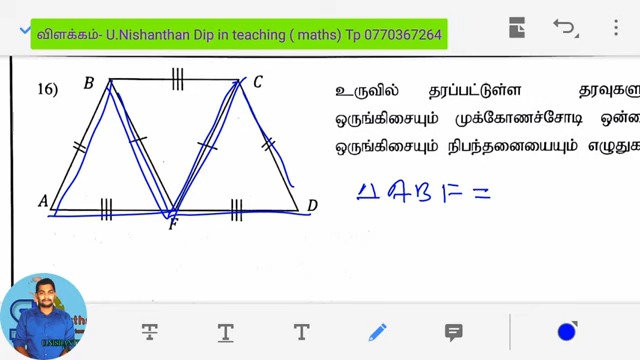 விளக்கம்- U.Nishanthan Dip in teaching ( maths) Tp 0770367264
16)
B
C
A
F
D
உருவில் தரப்பட்டுள்ள தரவுகளு
ஒருங்கிசையும் முக்கோணச்சோடி ஒன்ன
ஒருங்கிசையும் நிபந்தனையையும் எழுதுக
Δ ABF =